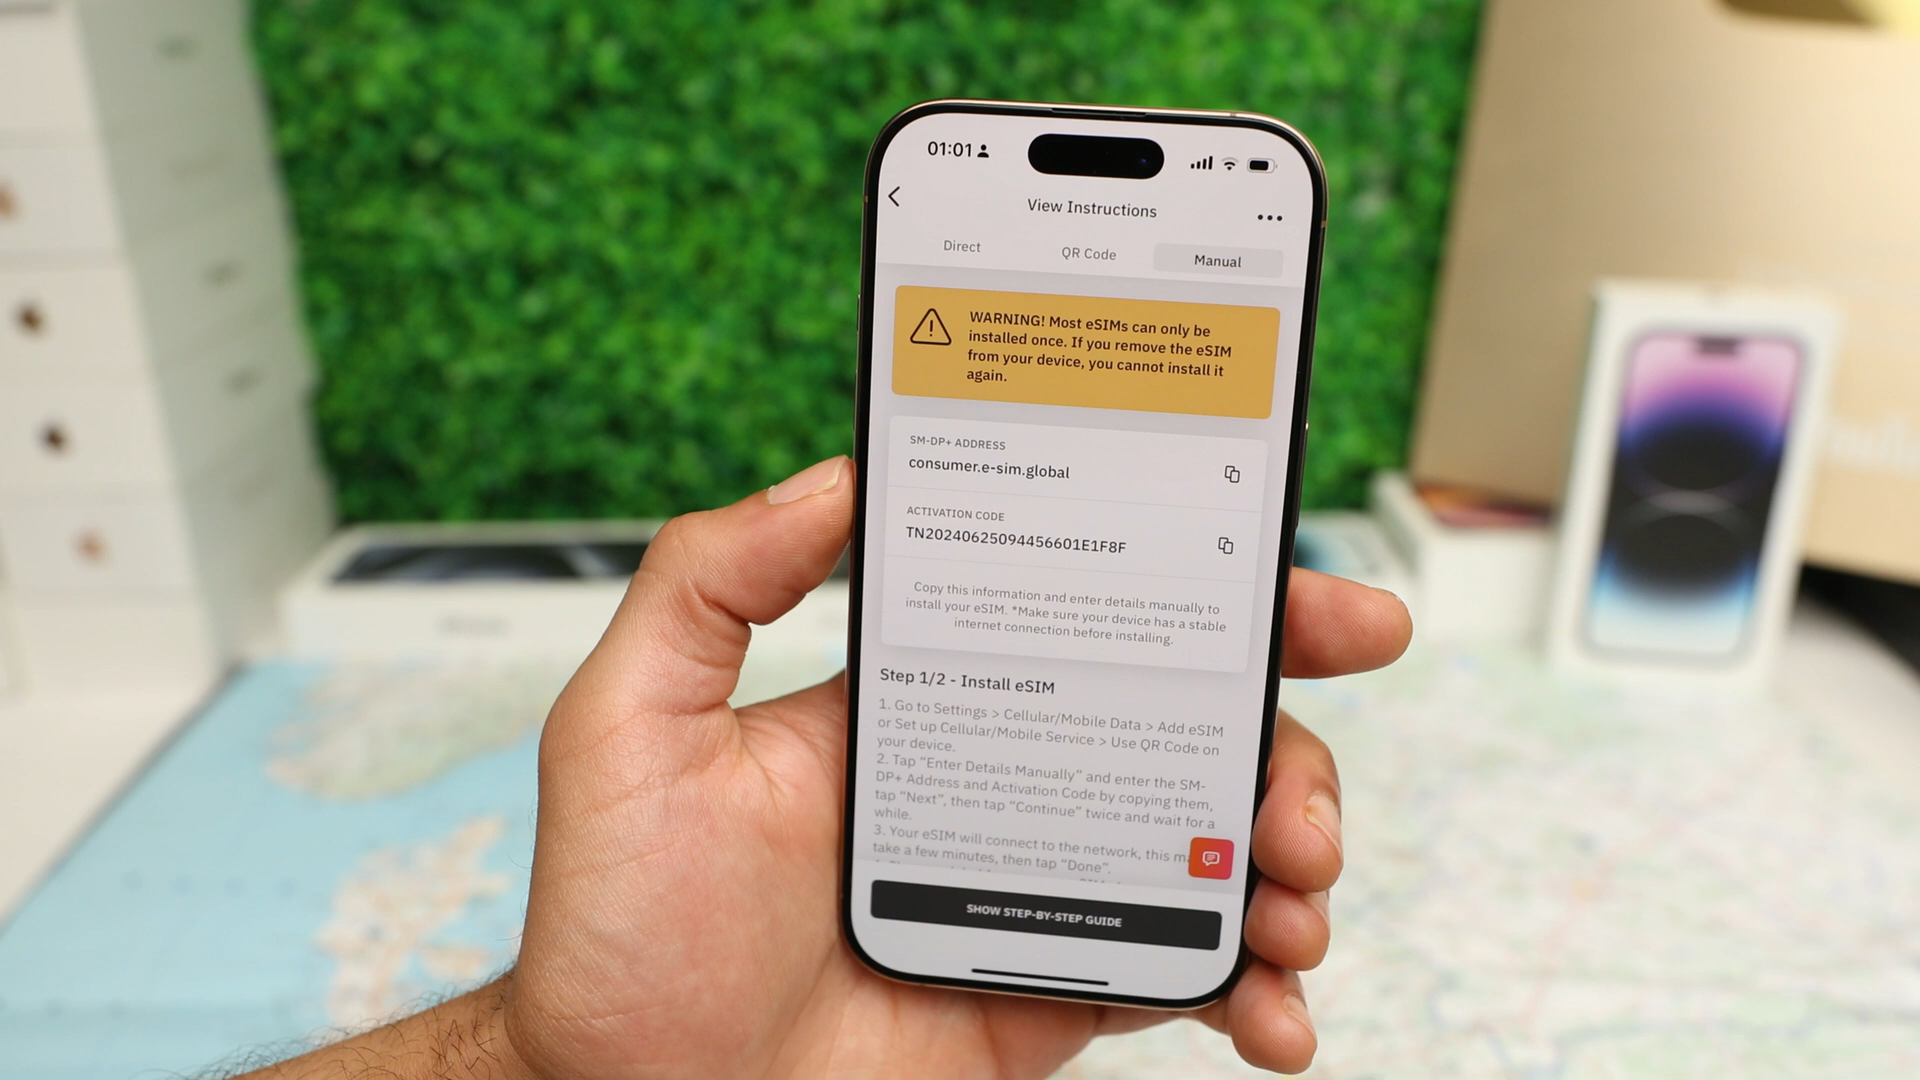 01:01
View Instructions
Direct
QR Code
Manual
WARNING! Most eSIMs can only be
installed once. If you remove the eSIM
from your device, you cannot install it
again.
SM-DP+ ADDRESS
consumer.e-sim.global
ACTIVATION CODE
TN20240625094456601E1F8F
Copy this information and enter details manually to
install your eSIM. *Make sure your device has a stable
internet connection before installing.
Step 1/2 - Install eSIM
1. Go to Settings > Cellular/Mobile Data > Add eSIM
or Set up Cellular/Mobile Service > Use QR Code on
your device.
2. Tap “Enter Details Manually” and enter the SM-
DP+ Address and Activation Code by copying them,
tap “Next”, then tap “Continue” twice and wait for a
while.
3. Your eSIM will connect to the network, this
take a few minutes, then tap “Done”.
SHOW STEP-BY-STEP GUIDE